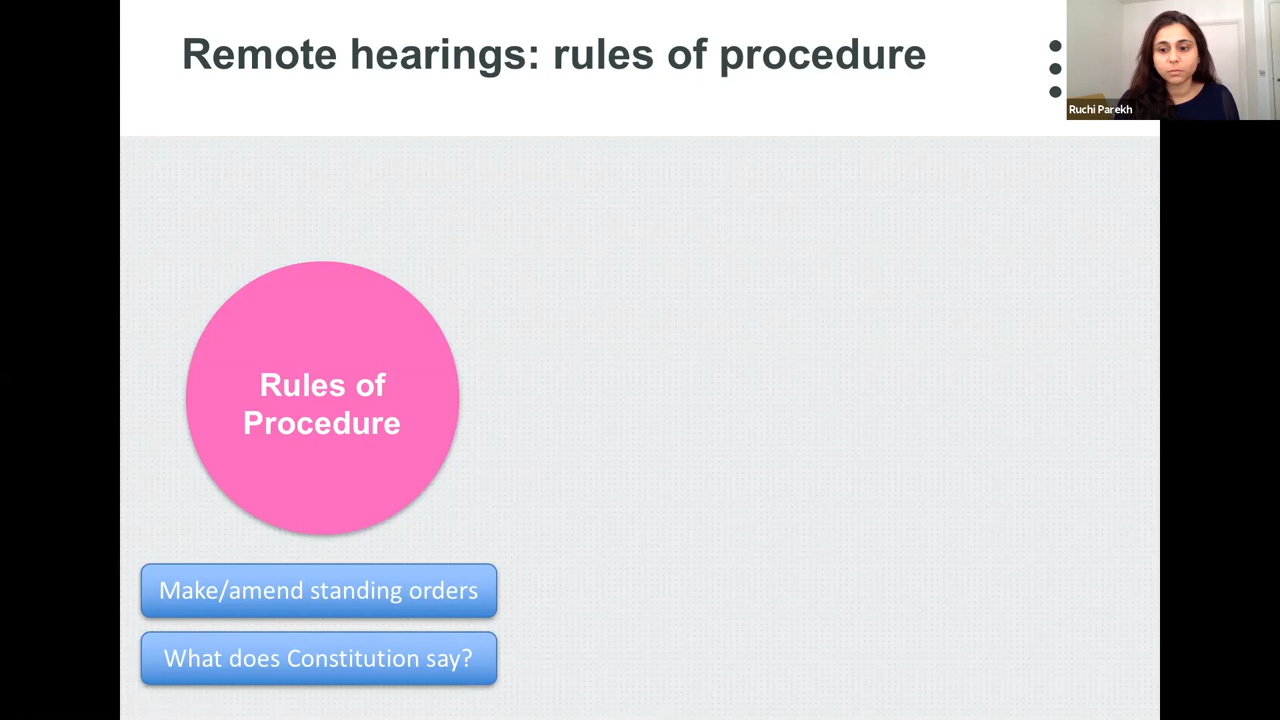 Remote hearings: rules of procedure
Ruchi Parekh
Rules of
Procedure
Make/amend standing orders
What does Constitution say?